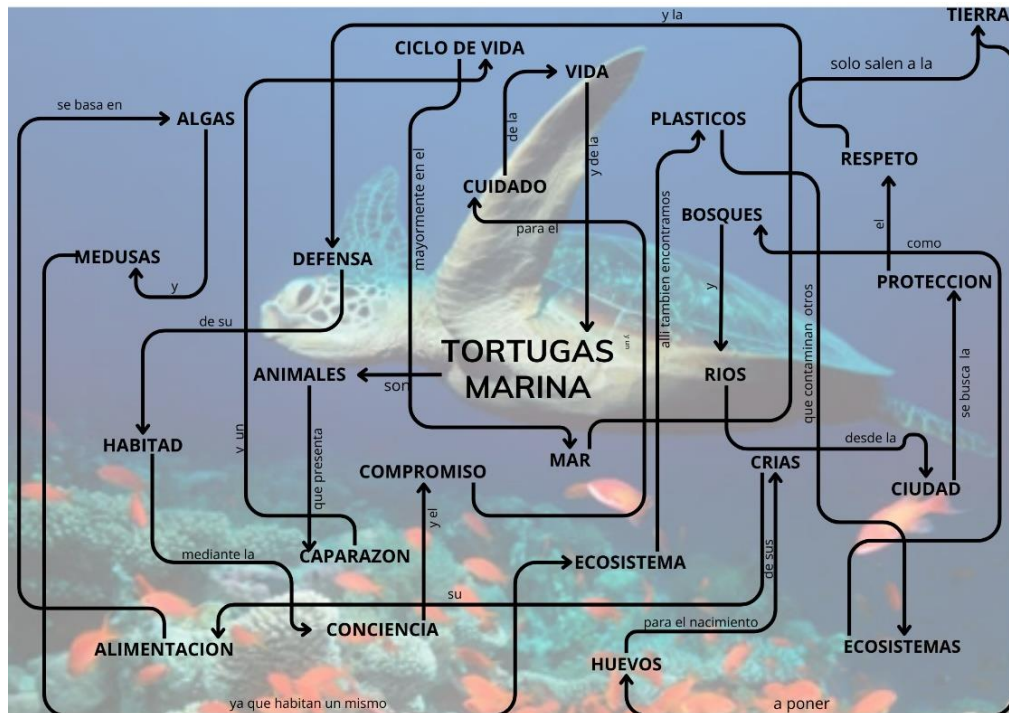 TIERRA
y la
CICLO DE VIDA
solo salen a la
VIDA
se basa en
ALGAS
de la
PLASTICOS
y de la
RESPETO
mayormente en el
CUIDADO
alli tambien encontramos
BOSQUES
para el
el
como
MEDUSAS
DEFENSA
y
y
PROTECCION
que contaminan otros
de su
TORTUGAS
MARINA
y un
ANIMALES
son
RIOS
se busca la
HABITAD
y un
que presenta
COMPROMISO
MAR
CRIAS
desde la
CIUDAD
y el
mediante la
CAPARAZON
ECOSISTEMA
de sus
su
para el nacimiento
ALIMENTACION
CONCIENCIA
HUEVOS
ECOSISTEMAS
ya que habitan un mismo
a poner